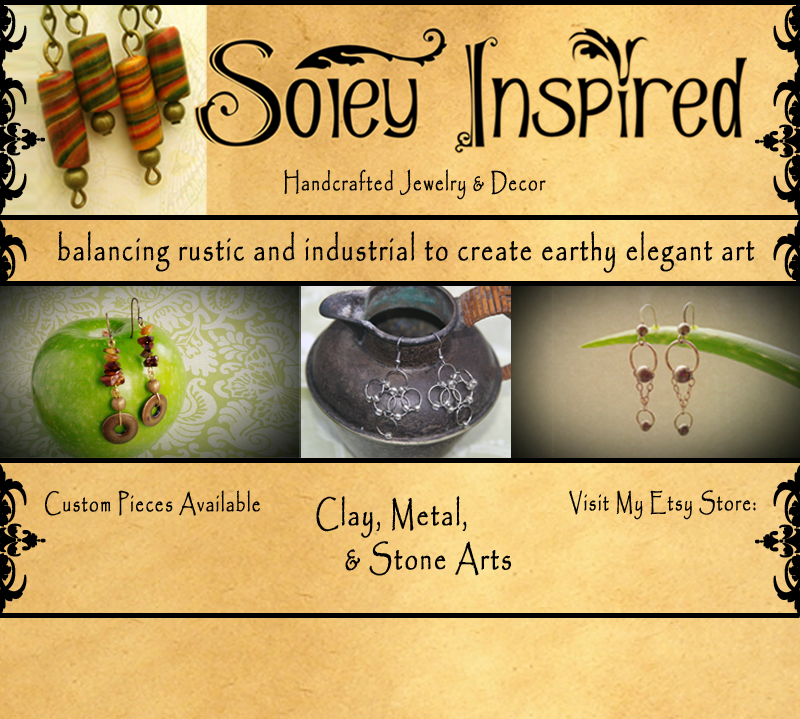 Soley Inspired
Handcrafted Jewelry & Decor
balancing rustic and industrial to create earthy elegant art
Custom Pieces Available
Clay, Metal,
& Stone Arts
Visit My Etsy Store: